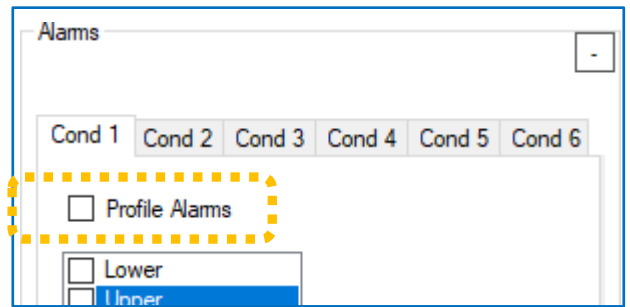 Alarms
-
Cond 1 Cond 2 Cond 3 Cond 4 Cond 5 Cond 6
Profile Alarms
Lower
Upper